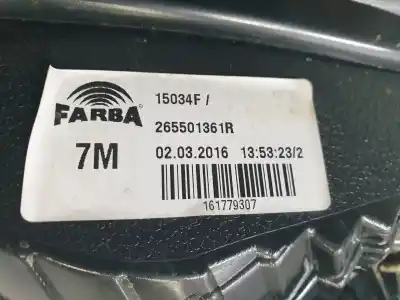 15034F /
FARBA
265501361R
7M 02.03.2016 13:53:23/2
161779307